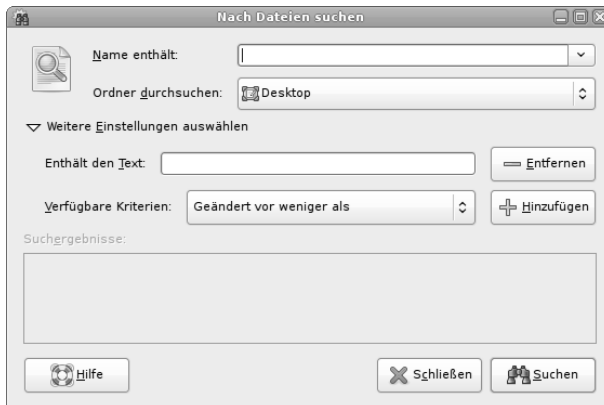 Nach Dateien suchen
Name enthält:
Ordner durchsuchen: Desktop
Weitere Einstellungen auswählen
Enthält den Text: Entfernen
Verfügbare Kriterien: Geändert vor weniger als Hinzufügen
Suchergebnisse:
Hilfe Schließen Suchen